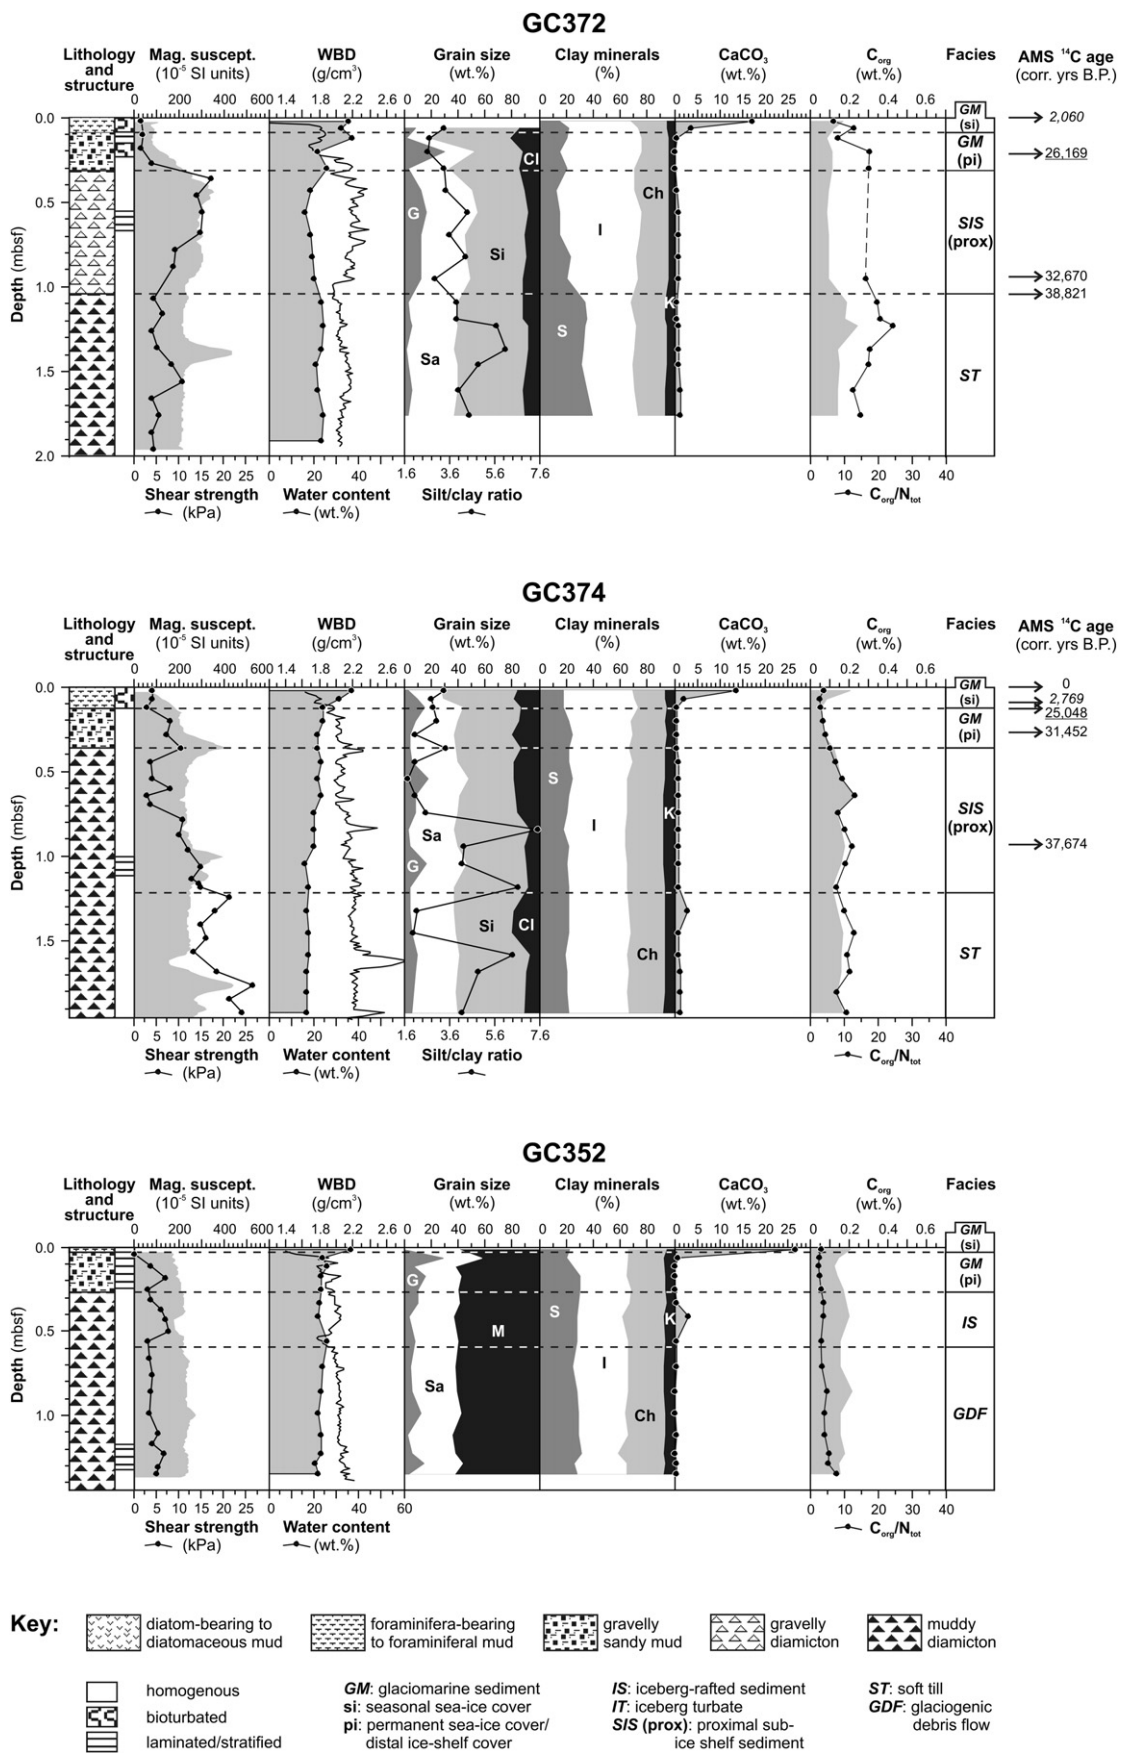 GC372
Lithology and structure
Mag. suscept. (10⁻⁵ SI units)
WBD (g/cm³)
Grain size (wt.%)
Clay minerals (%)
CaCO₃ (wt.%)
Corg (wt.%)
Facies
AMS ¹⁴C age (corr. yrs B.P.)
0 200 400 600
1.4 1.8 2.2 2.6
0 20 40 60 80
0 20 40 60 80
0 5 10 15 20 25
0 0.2 0.4 0.6
Depth (mbsf)
0.0
0.5
1.0
1.5
2.0
G
Sa
Si
Cl
S
I
Ch
K
GM (si)
GM (pi)
SIS (prox)
ST
2,060
26,169
32,670
38,821
0 5 10 15 20 25
0 20 40 60
1.6 3.6 5.6 7.6
0 10 20 30 40
Shear strength (kPa)
Water content (wt.%)
Silt/clay ratio
Corg/Ntot
GC374
Lithology and structure
Mag. suscept. (10⁻⁵ SI units)
WBD (g/cm³)
Grain size (wt.%)
Clay minerals (%)
CaCO₃ (wt.%)
Corg (wt.%)
Facies
AMS ¹⁴C age (corr. yrs B.P.)
0 200 400 600
1.4 1.8 2.2 2.6
0 20 40 60 80
0 20 40 60 80
0 5 10 15 20 25
0 0.2 0.4 0.6
Depth (mbsf)
0.0
0.5
1.0
1.5
G
Sa
Si
Cl
S
I
Ch
K
GM (si)
GM (pi)
SIS (prox)
ST
0
2,769
25,048
31,452
37,674
0 5 10 15 20 25
0 20 40 60
1.6 3.6 5.6 7.6
0 10 20 30 40
Shear strength (kPa)
Water content (wt.%)
Silt/clay ratio
Corg/Ntot
GC352
Lithology and structure
Mag. suscept. (10⁻⁵ SI units)
WBD (g/cm³)
Grain size (wt.%)
Clay minerals (%)
CaCO₃ (wt.%)
Corg (wt.%)
Facies
0 200 400 600
1.4 1.8 2.2 2.6
0 20 40 60 80
0 20 40 60 80
0 5 10 15 20 25
0 0.2 0.4 0.6
Depth (mbsf)
0.0
0.5
1.0
G
Sa
M
S
I
Ch
K
GM (si)
GM (pi)
IS
GDF
0 5 10 15 20 25
0 20 40 60
0 10 20 30 40
Shear strength (kPa)
Water content (wt.%)
Corg/Ntot
Key:
diatom-bearing to diatomaceous mud
foraminifera-bearing to foraminiferal mud
gravelly sandy mud
gravelly diamicton
muddy diamicton
homogenous
bioturbated
laminated/stratified
GM: glaciomarine sediment
si: seasonal sea-ice cover
pi: permanent sea-ice cover/
distal ice-shelf cover
IS: iceberg-rafted sediment
IT: iceberg turbate
SIS (prox): proximal sub-
ice shelf sediment
ST: soft till
GDF: glaciogenic
debris flow